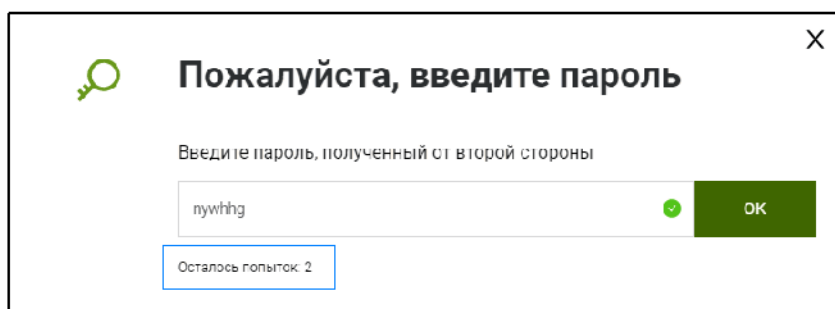 X
Пожалуйста, введите пароль
Введите пароль, полученный от второй стороны
nywhhg
OK
Осталось попыток: 2